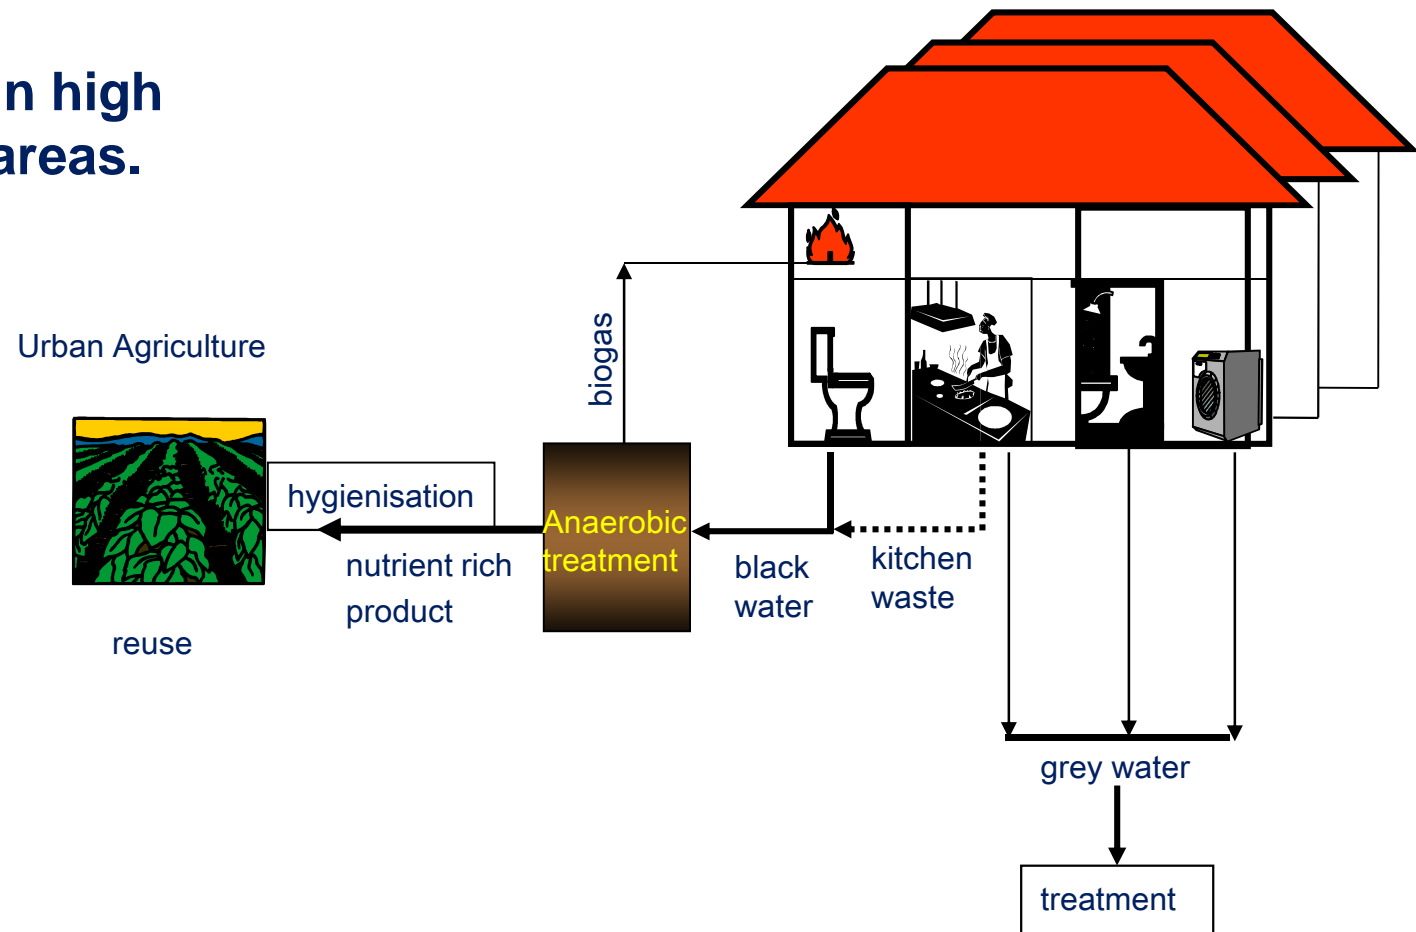 n high
areas.
Urban Agriculture
biogas
hygienisation
Anaerobic
treatment
nutrient rich
product
black
water
kitchen
waste
reuse
grey water
treatment